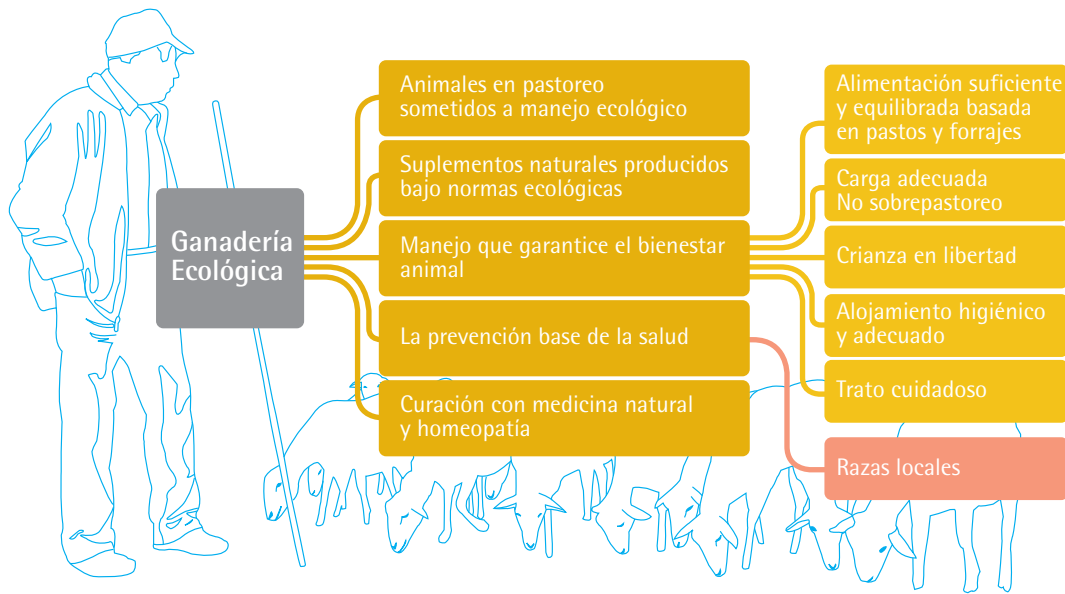 Ganadería
Ecológica
Animales en pastoreo
sometidos a manejo ecológico
Suplementos naturales producidos
bajo normas ecológicas
Manejo que garantice el bienestar
animal
La prevención base de la salud
Curación con medicina natural
y homeopatía
Alimentación suficiente
y equilibrada basada
en pastos y forrajes
Carga adecuada
No sobrepastoreo
Crianza en libertad
Alojamiento higiénico
y adecuado
Trato cuidadoso
Razas locales